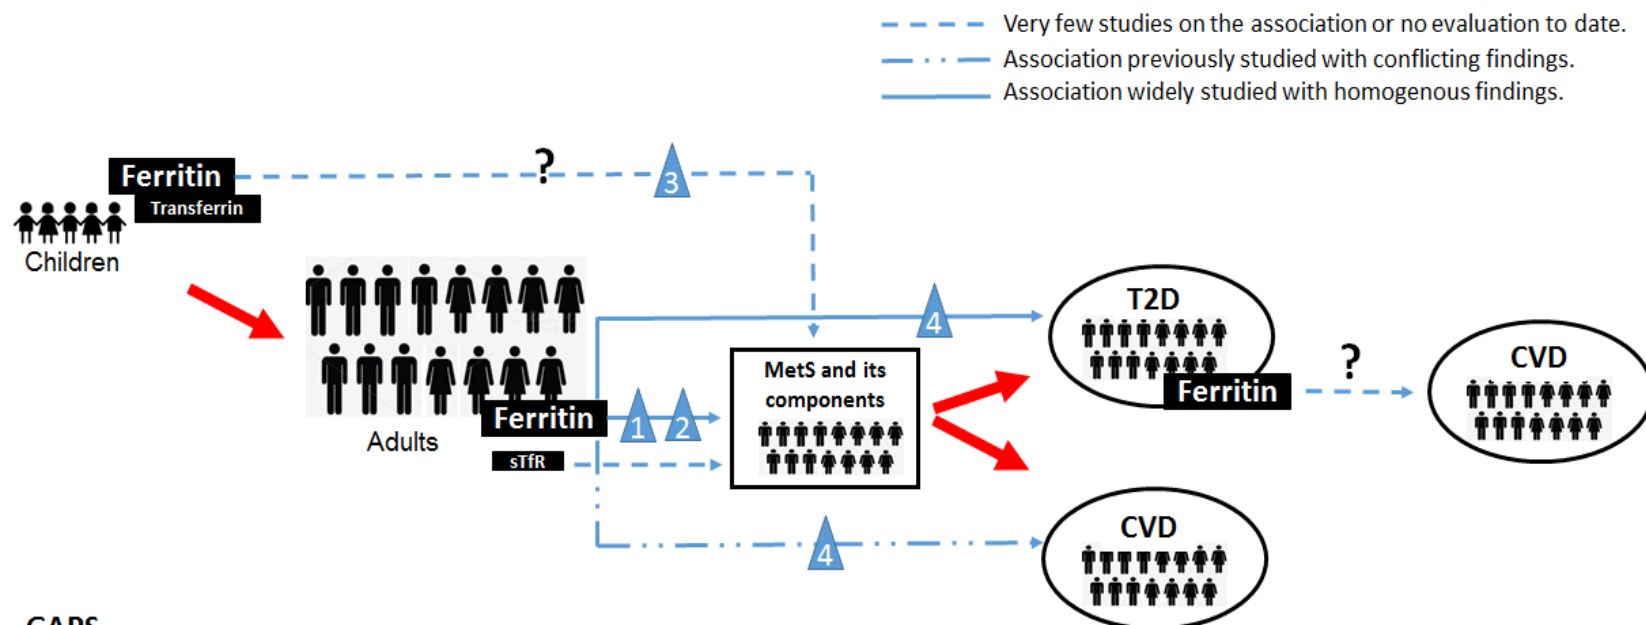 Very few studies on the association or no evaluation to date.
Association previously studied with conflicting findings.
Association widely studied with homogenous findings.
Ferritin
?
3
Transferrin
Children
4
T2D
MetS and its
components
?
CVD
Ferritin
Ferritin
1
2
Adults
sTfR
CVD
4